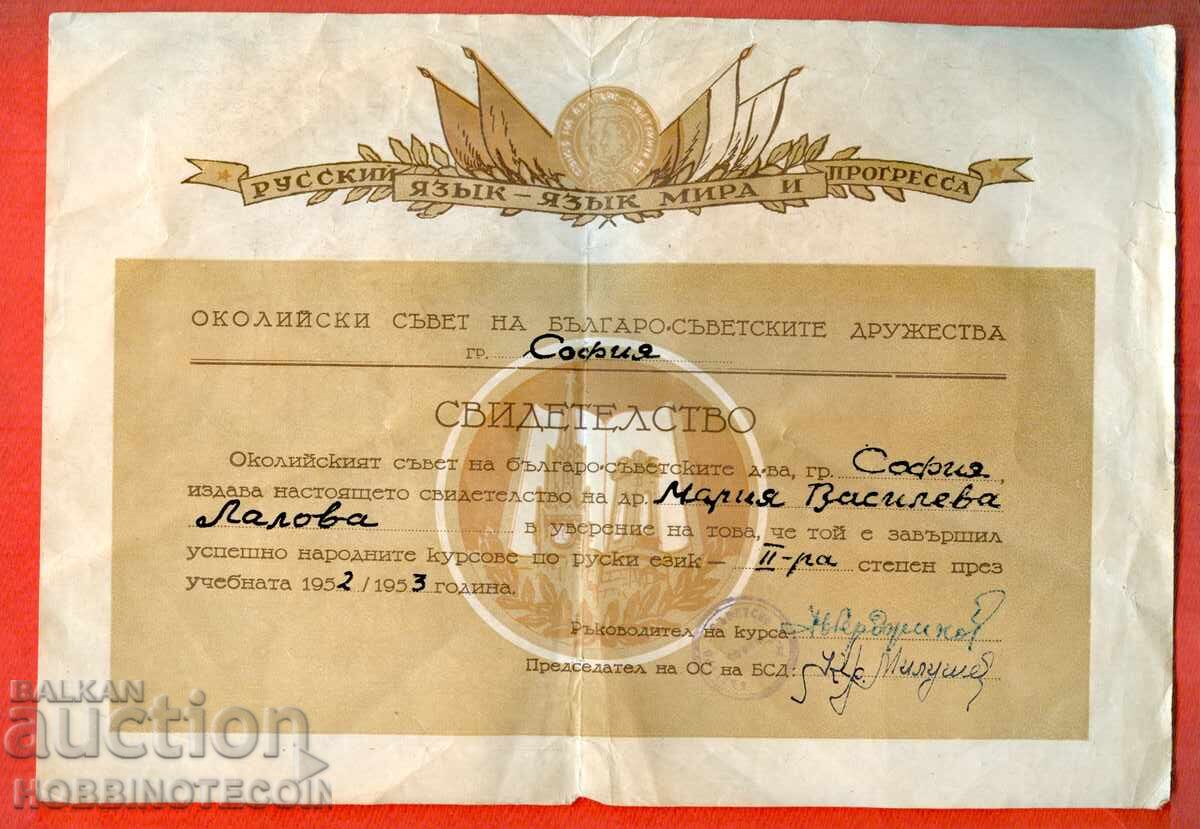 РУССКИЙ ЯЗЫК – ЯЗЫК МИРА И ПРОГРЕССА
ОКОЛИЙСКИ СЪВЕТ НА БЪЛГАРО-СЪВЕТСКИТЕ ДРУЖЕСТВА
ГР. София
СВИДЕТЕЛСТВО
Околийският съвет на българо-съветските д-ва, гр. София,
издава настоящето свидетелство на др. Мария Василева
Лалова в уверение на това, че той е завършил
успешно народните курсове по руски език – II-ра степен през
учебната 1952/1953 година.
Ръководител на курса:
Председател на ОС на БСД: Милушев
BALKAN
auction
HOBBINOTECOIN